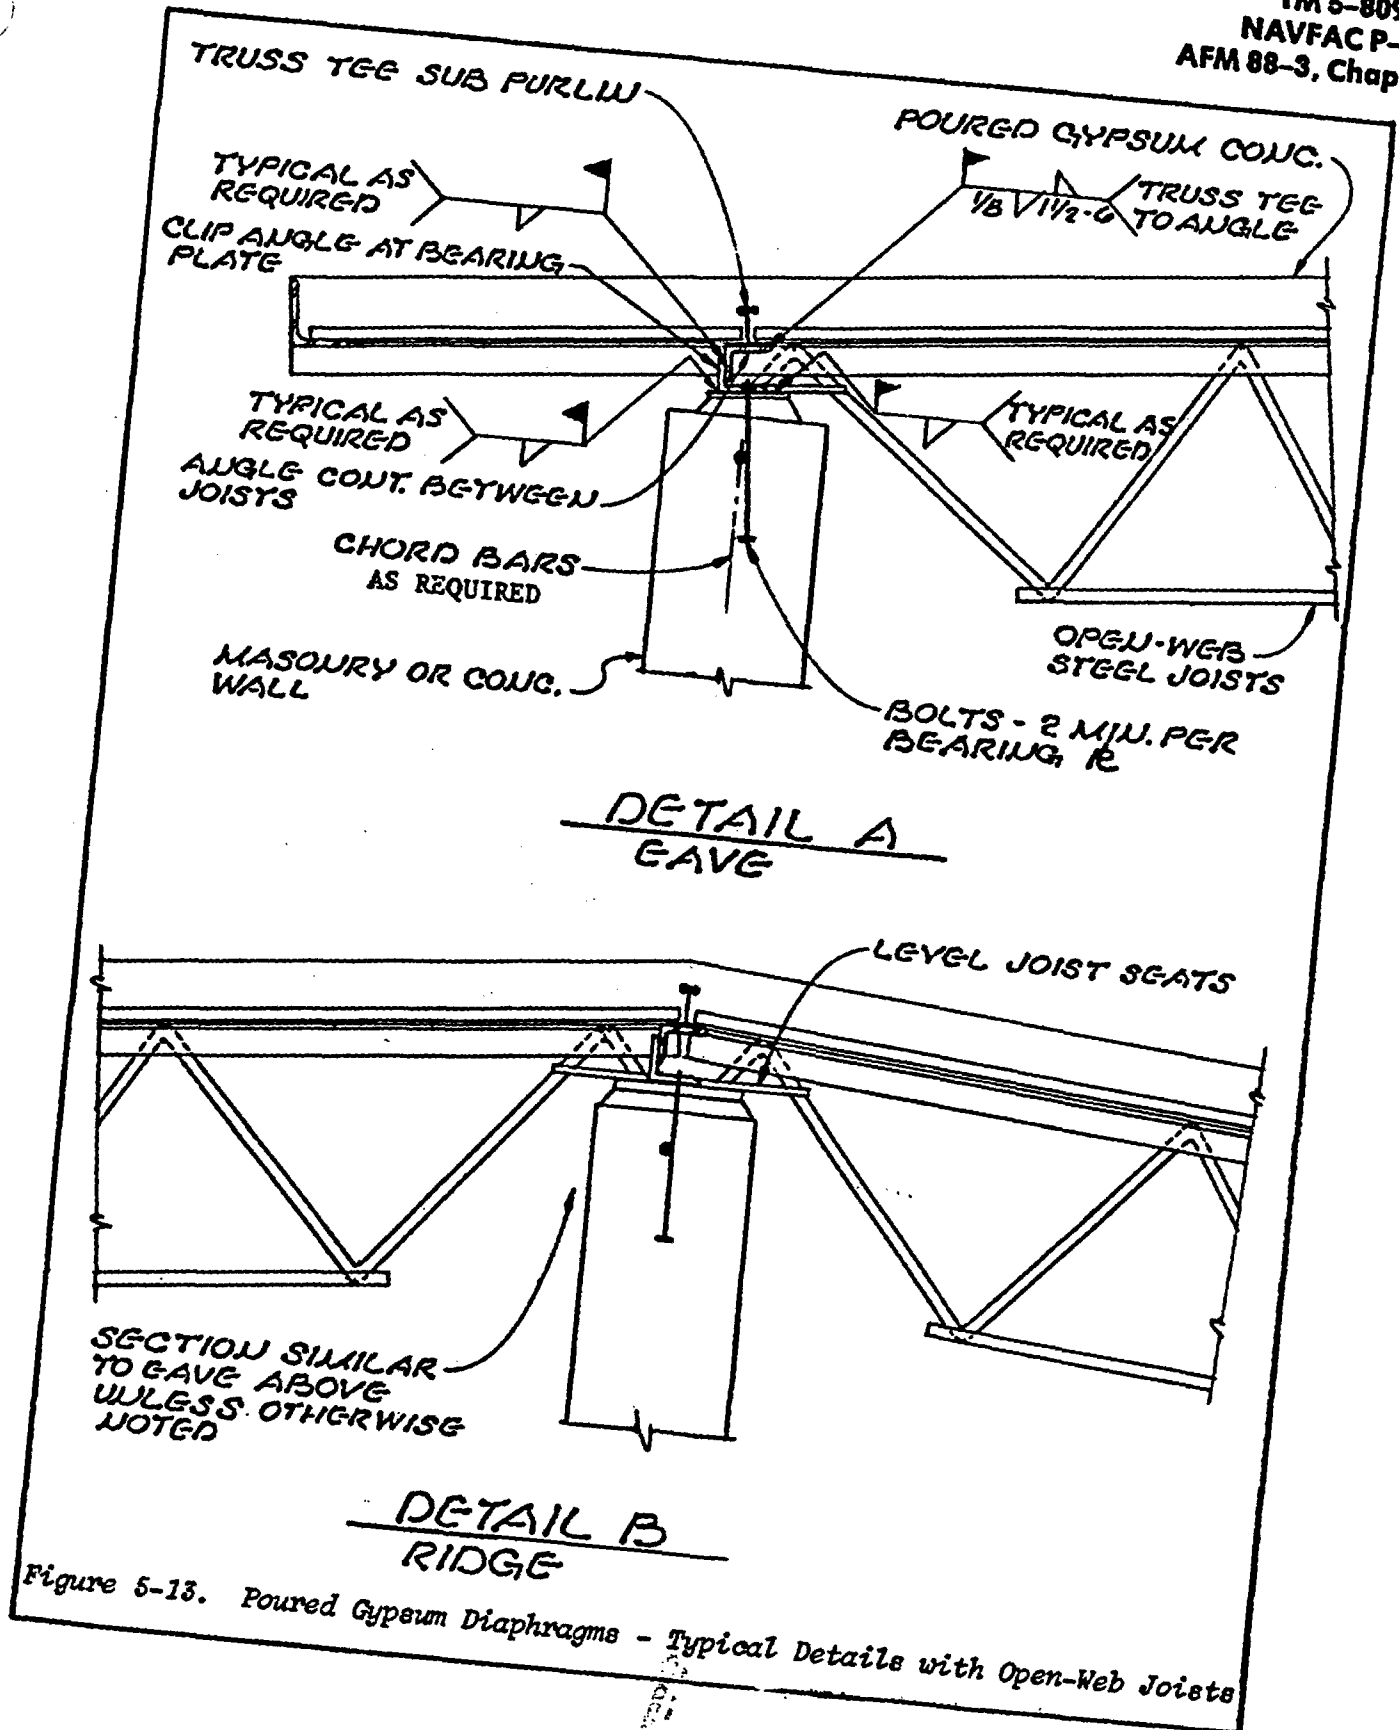 NAVFAC P-
AFM 88-3, Chap
TRUSS TEE SUB PURLIN
POURED GYPSUM CONC.
TYPICAL AS
REQUIRED
1/8 1 1/2-6
TRUSS TEE
TO ANGLE
CLIP ANGLE AT BEARING
PLATE
TYPICAL AS
REQUIRED
TYPICAL AS
REQUIRED
ANGLE CONT. BETWEEN
JOISTS
CHORD BARS
AS REQUIRED
OPEN-WEB
STEEL JOISTS
MASONRY OR CONC.
WALL
BOLTS - 2 MIN. PER
BEARING ⅊
DETAIL A
EAVE
LEVEL JOIST SEATS
SECTION SIMILAR
TO EAVE ABOVE
UNLESS OTHERWISE
NOTED
DETAIL B
RIDGE
Figure 5-13. Poured Gypsum Diaphragms - Typical Details with Open-Web Joists